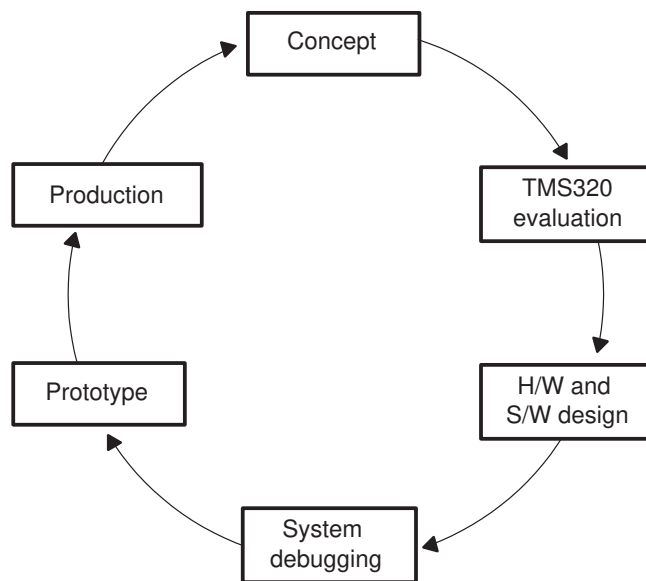 Concept
TMS320
evaluation
H/W and
S/W design
System
debugging
Prototype
Production